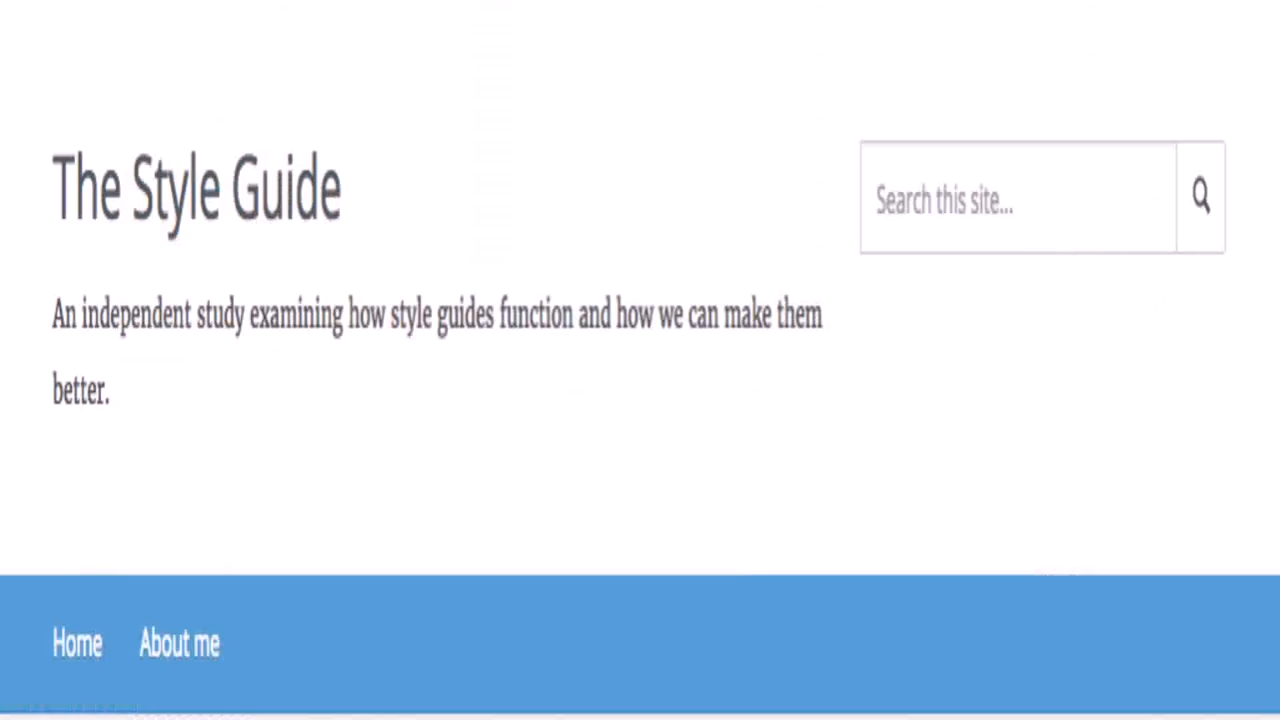 The Style Guide
Search this site...
An independent study examining how style guides function and how we can make them
better.
Home About me